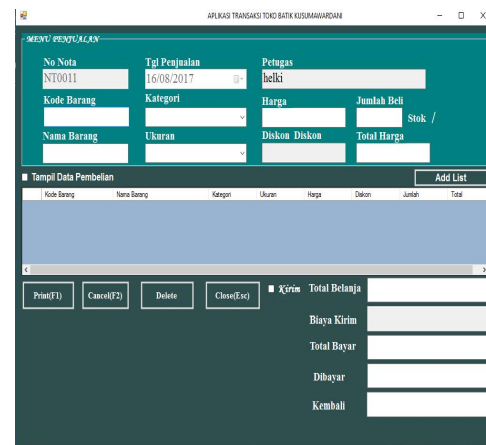 APLIKASI TRANSAKSI TOKO BATIK KUSUMAWARDANI
MENU PENJUALAN
No Nota Tgl Penjualan Petugas
NT0011 16/08/2017 helki
Kode Barang Kategori Harga Jumlah Beli
Stok /
Nama Barang Ukuran Diskon Diskon Total Harga
Tampil Data Pembelian Add List
Kode Barang Nama Barang Kategori Ukuran Harga Diskon Jumlah Total
Print(F1) Cancel(F2) Delete Close(Esc) Kirim Total Belanja
Biaya Kirim
Total Bayar
Dibayar
Kembali